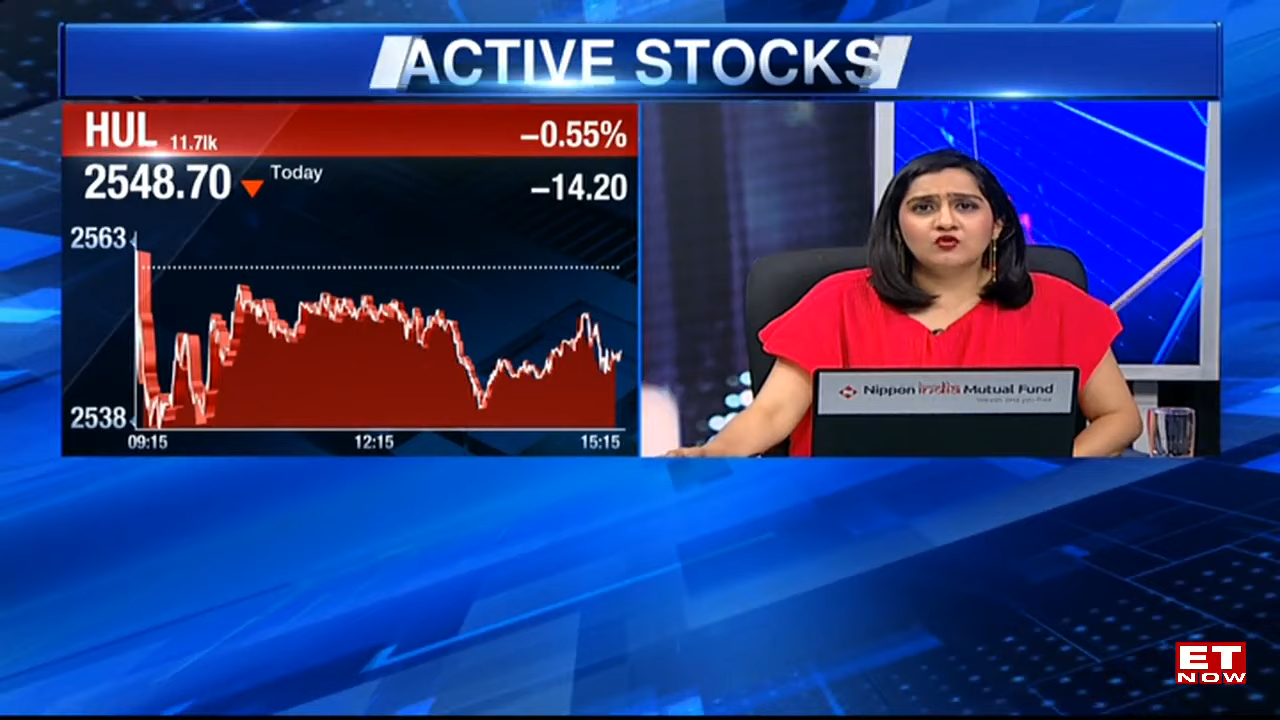 ACTIVE STOCKS
HUL 11.7lk -0.55%
2548.70 Today -14.20
2563
2538
09:15 12:15 15:15
Nippon india Mutual Fund
ET
NOW